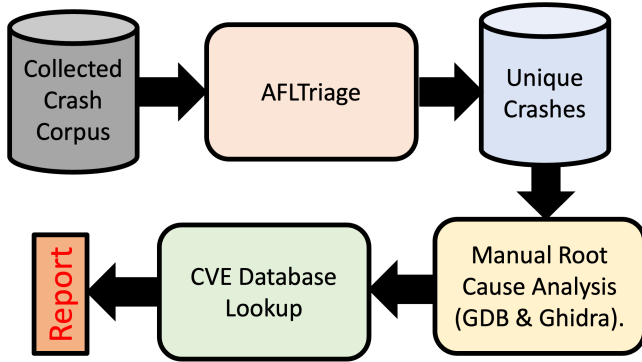 Collected
Crash
Corpus
AFLTriage
Unique
Crashes
Manual Root
Cause Analysis
(GDB & Ghidra).
CVE Database
Lookup
Report